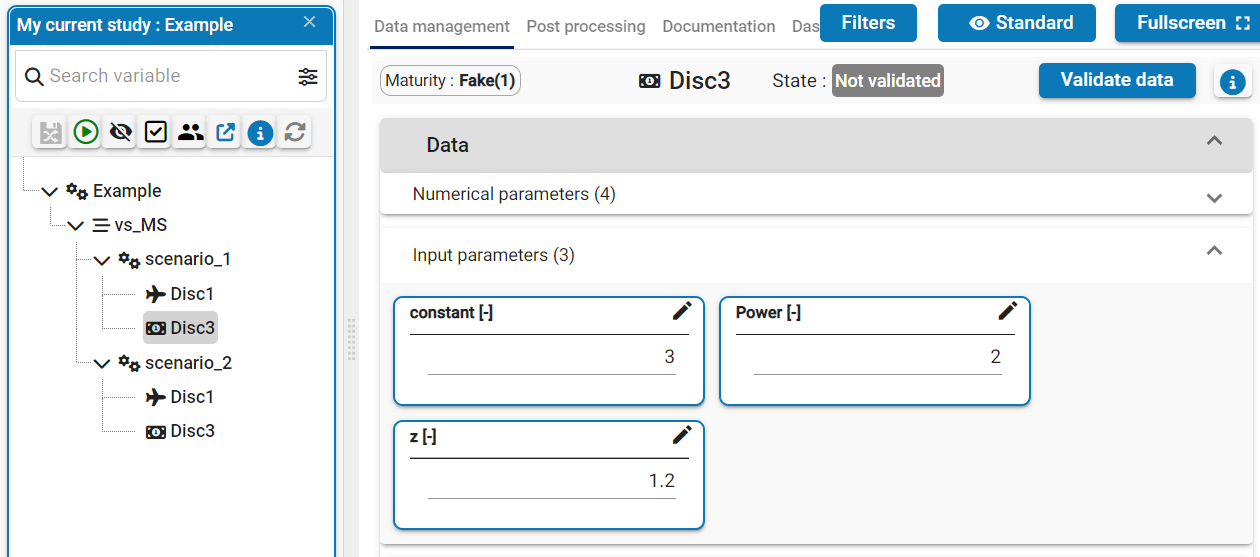 My current study : Example
Search variable
Example
vs_MS
scenario_1
Disc1
Disc3
scenario_2
Disc1
Disc3
Data management Post processing Documentation Das Filters Standard Fullscreen
Maturity : Fake(1) Disc3 State : Not validated Validate data
Data
Numerical parameters (4)
Input parameters (3)
constant [-] Power [-]
3 2
z [-]
1.2